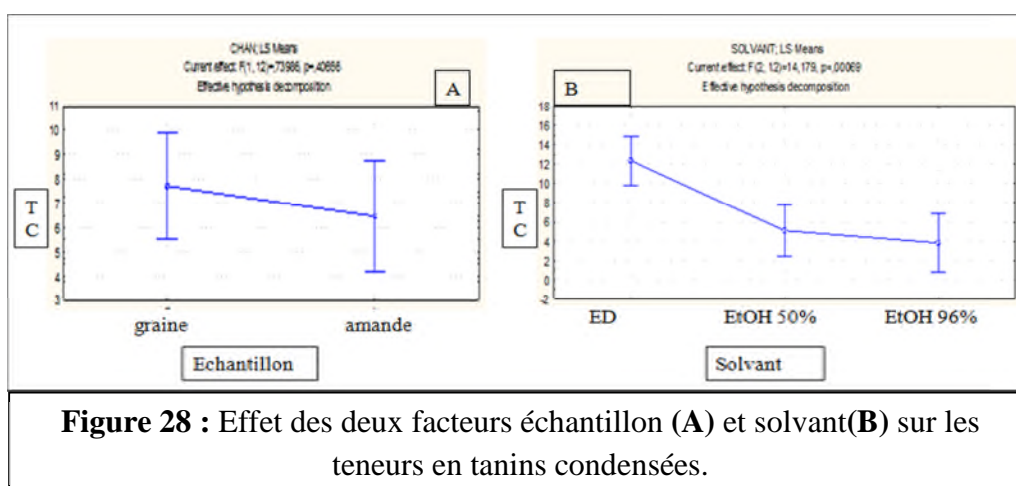 CHAN; LS Means
Current effect: F(1, 12)=,73986, p=,40666
Effective hypothesis decomposition
A
11
10
9
8
7
6
5
4
3
T
C
graine
amande
Echantillon
SOLVANT; LS Means
Current effect: F(2, 12)=14,179, p=,00069
Effective hypothesis decomposition
B
18
16
14
12
10
8
6
4
2
0
-2
T
C
ED
EtOH 50%
EtOH 96%
Solvant
Figure 28 : Effet des deux facteurs échantillon (A) et solvant(B) sur les
teneurs en tanins condensées.